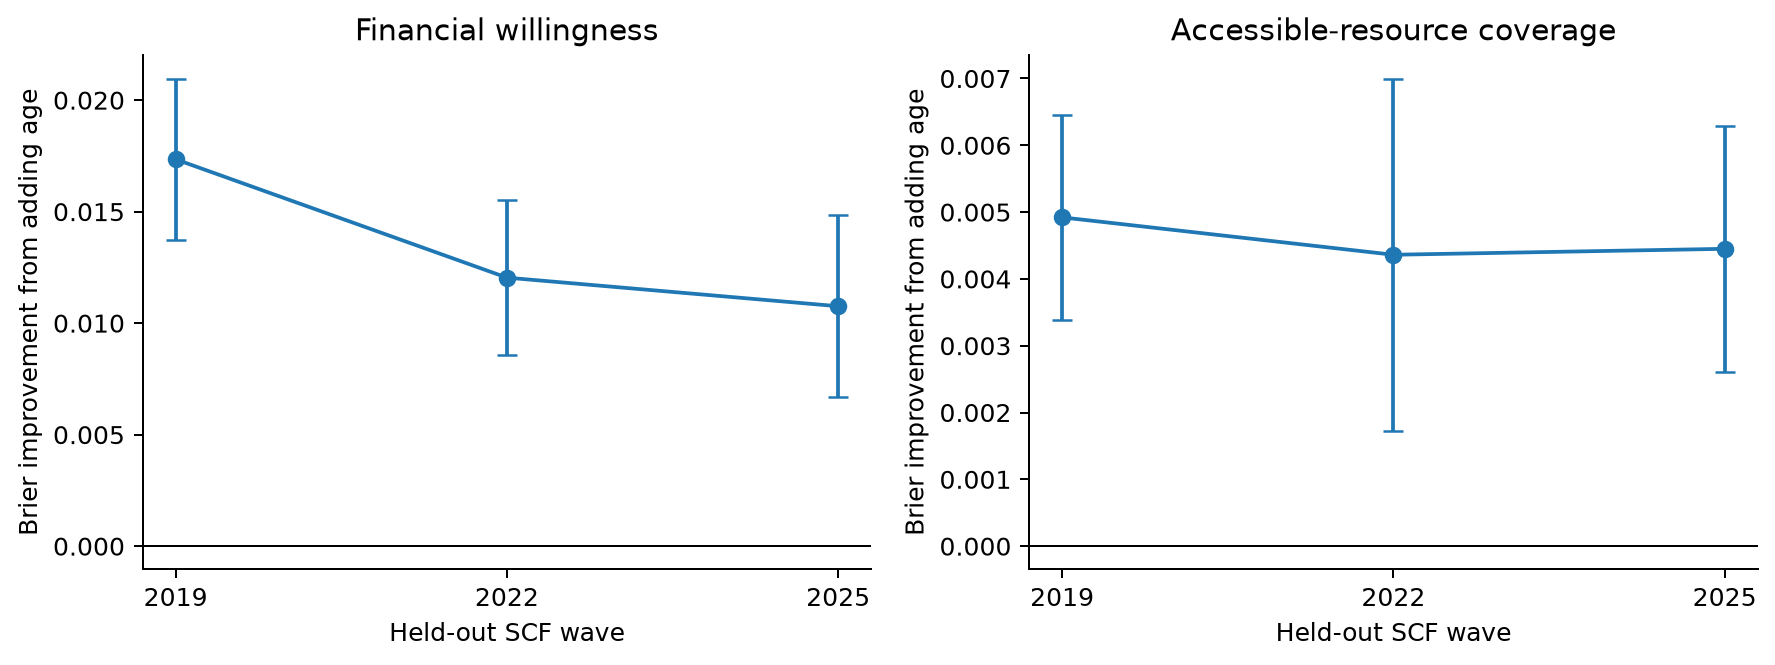 Financial willingness
Brier improvement from adding age
0.020
0.015
0.010
0.005
0.000
2019 2022 2025
Held-out SCF wave
Accessible-resource coverage
Brier improvement from adding age
0.007
0.006
0.005
0.004
0.003
0.002
0.001
0.000
2019 2022 2025
Held-out SCF wave